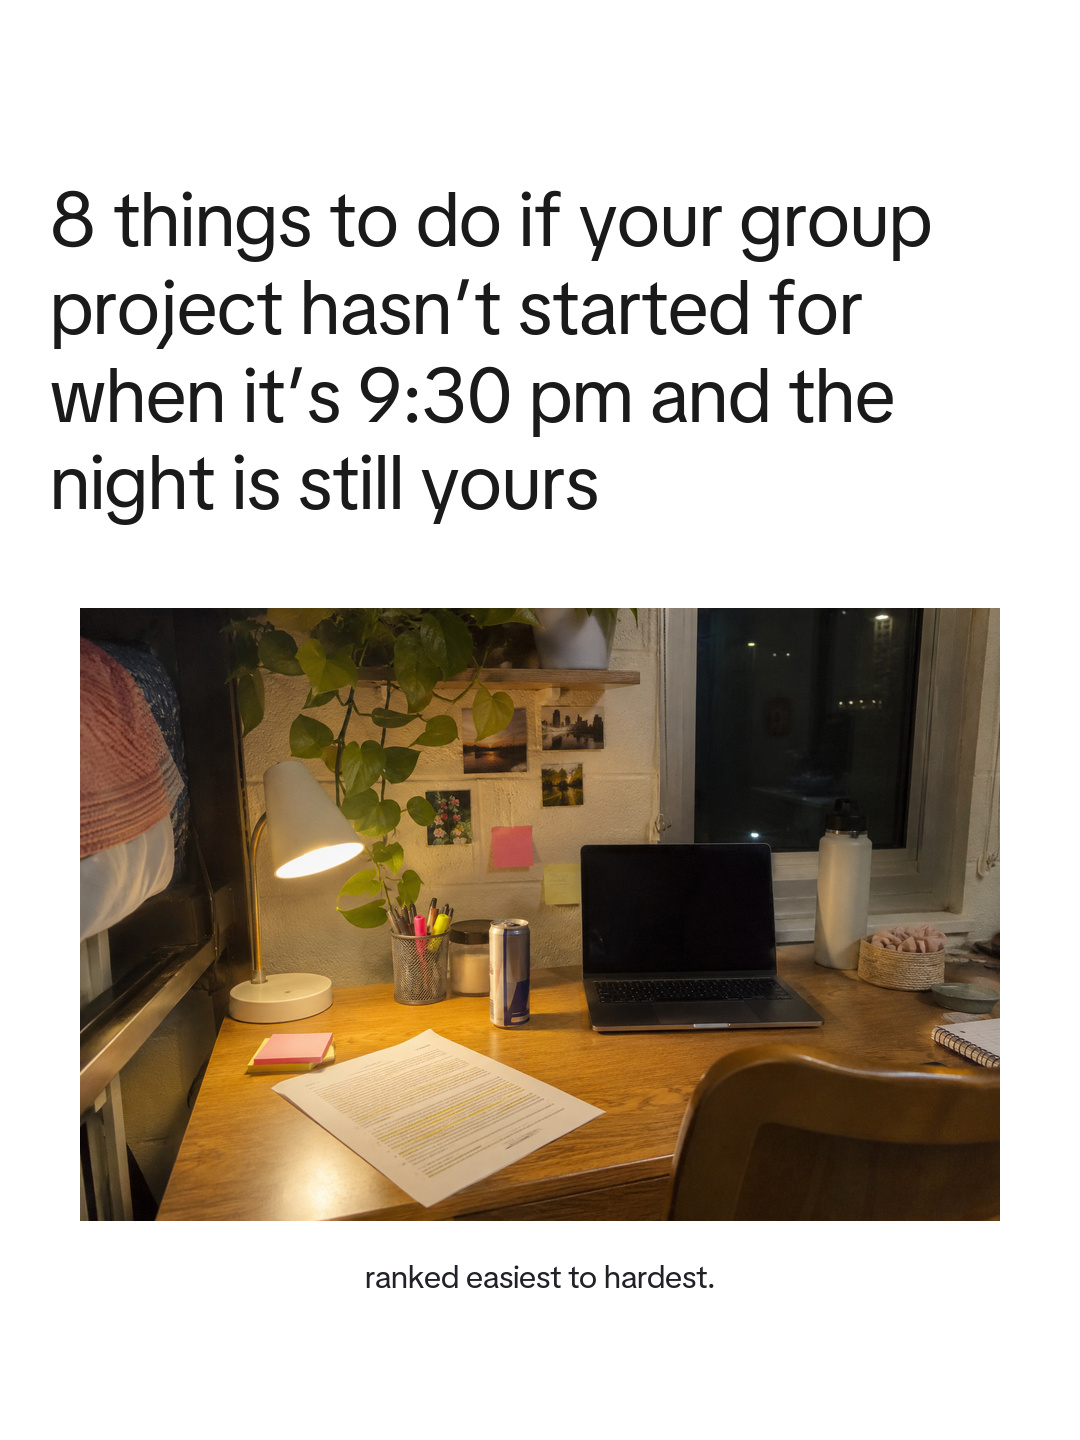 8 things to do if your group
project hasn’t started for
when it’s 9:30 pm and the
night is still yours
ranked easiest to hardest.